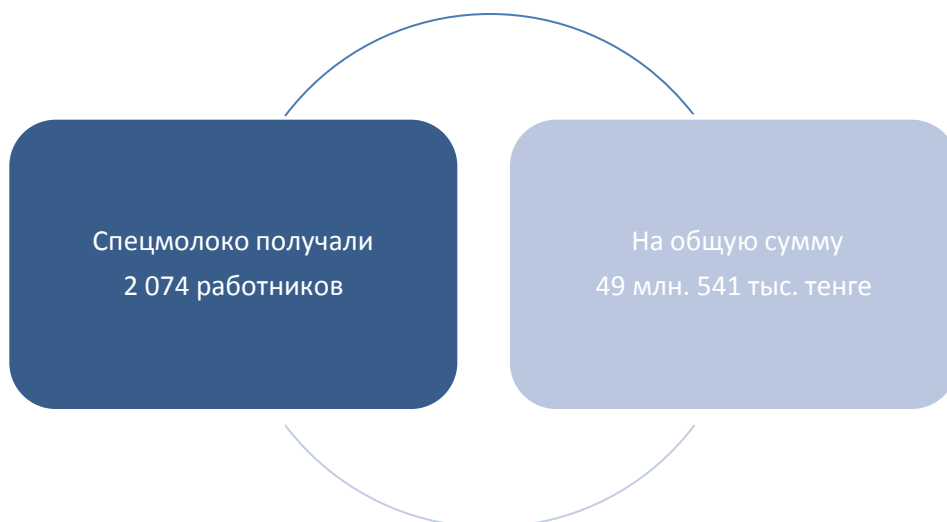 Спецмолоко получали
2 074 работников
На общую сумму
49 млн. 541 тыс. тенге